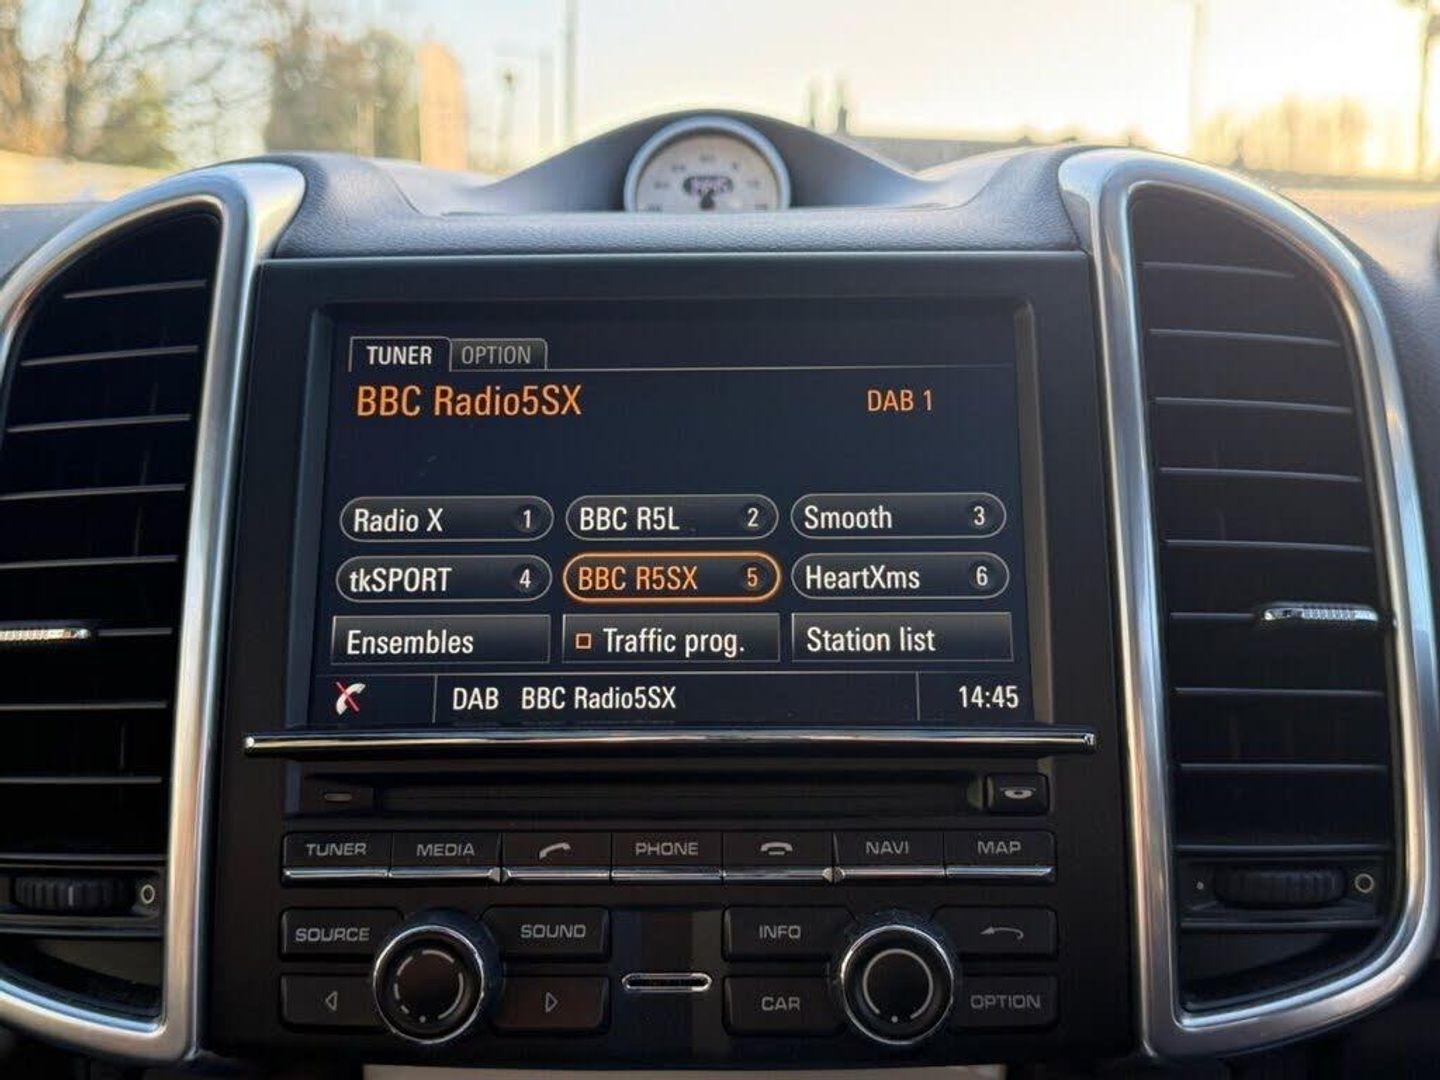 TUNER OPTION
BBC Radio5SX DAB 1
Radio X 1 BBC R5L 2 Smooth 3
tkSPORT 4 BBC R5SX 5 HeartXms 6
Ensembles Traffic prog. Station list
DAB BBC Radio5SX 14:45
TUNER MEDIA PHONE NAVI MAP
SOURCE SOUND INFO
CAR OPTION